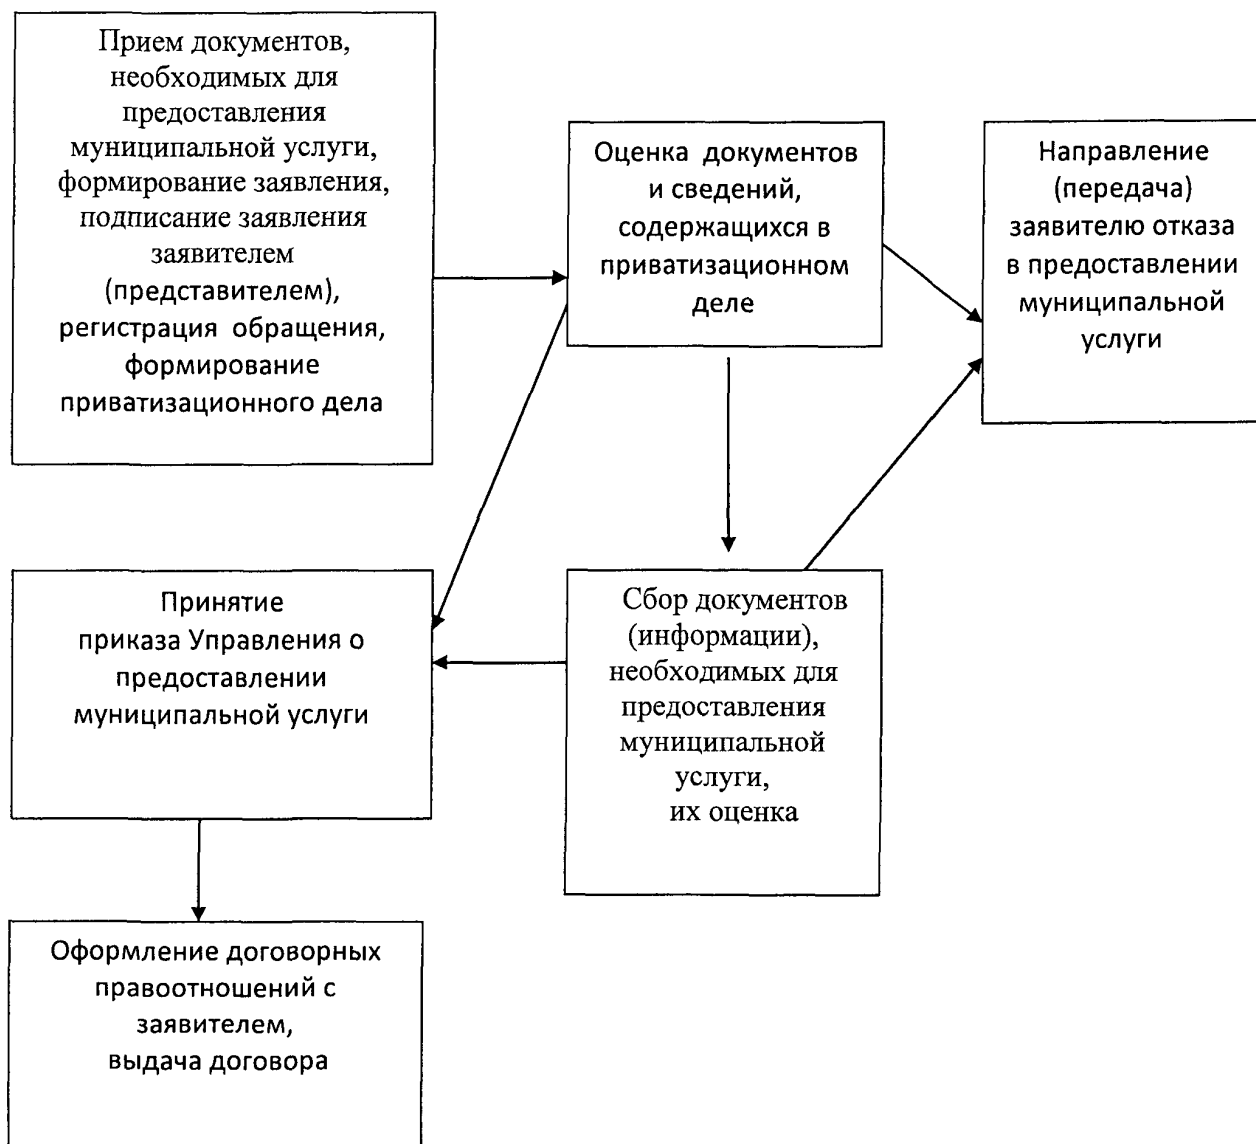 Прием документов,
необходимых для
предоставления
муниципальной услуги,
формирование заявления,
подписание заявления
заявителем
(представителем),
регистрация обращения,
формирование
приватизационного дела
Оценка документов
и сведений,
содержащихся в
приватизационном
деле
Направление
(передача)
заявителю отказа
в предоставлении
муниципальной
услуги
Принятие
приказа Управления о
предоставлении
муниципальной услуги
Сбор документов
(информации),
необходимых для
предоставления
муниципальной
услуги,
их оценка
Оформление договорных
правоотношений с
заявителем,
выдача договора